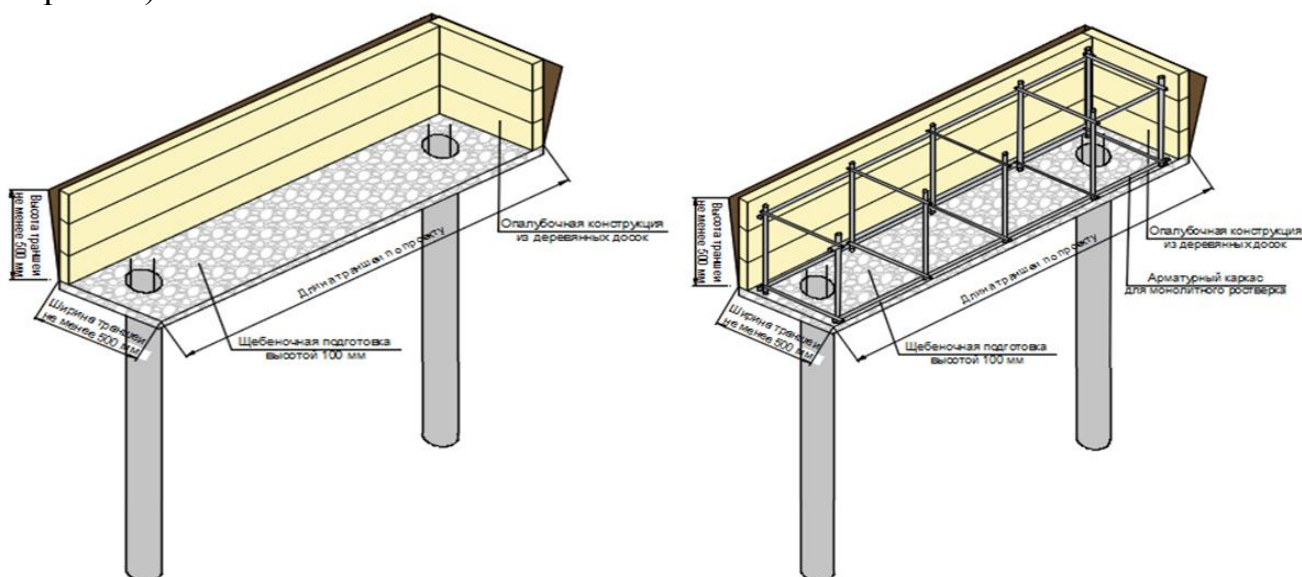 Высота траншеи
не менее 500 мм
Ширина траншеи
не менее 500 мм
Длина траншеи по проекту
Щебеночная подготовка
высотой 100 мм
Опалубочная конструкция
из деревянных досок
Высота траншеи
не менее 500 мм
Ширина траншеи
не менее 500 мм
Длина траншеи по проекту
Щебеночная подготовка
высотой 100 мм
Опалубочная конструкция
из деревянных досок
Арматурный каркас
для монолитного ростверка